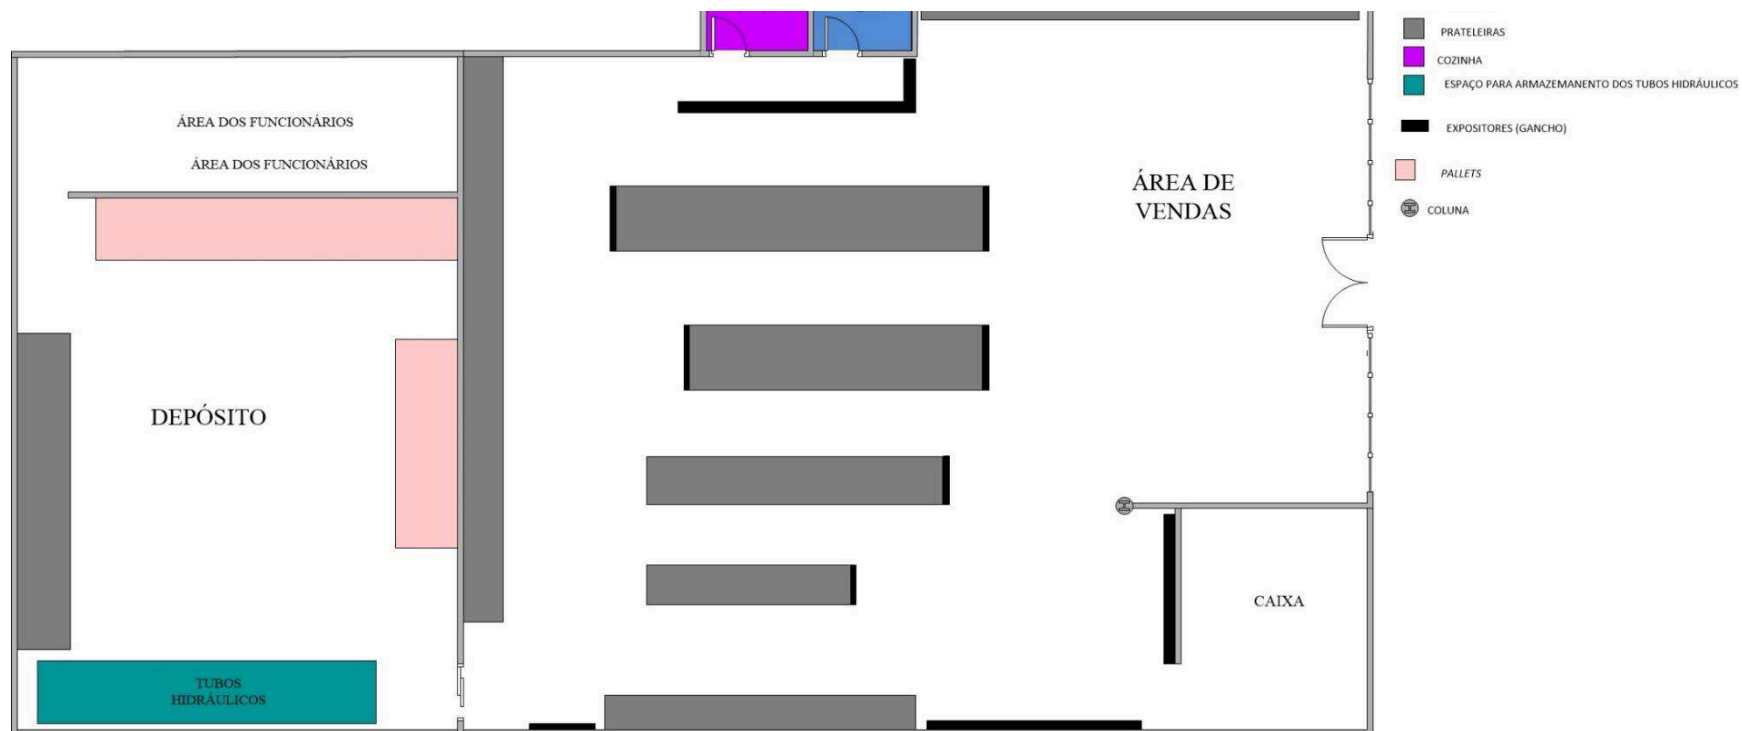 PRATELEIRAS
COZINHA
ESPAÇO PARA ARMAZEMANENTO DOS TUBOS HIDRÁULICOS
EXPOSITORES (GANCHO)
PALLETS
COLUNA
ÁREA DOS FUNCIONÁRIOS
ÁREA DOS FUNCIONÁRIOS
ÁREA DE
VENDAS
DEPÓSITO
CAIXA
TUBOS
HIDRÁULICOS